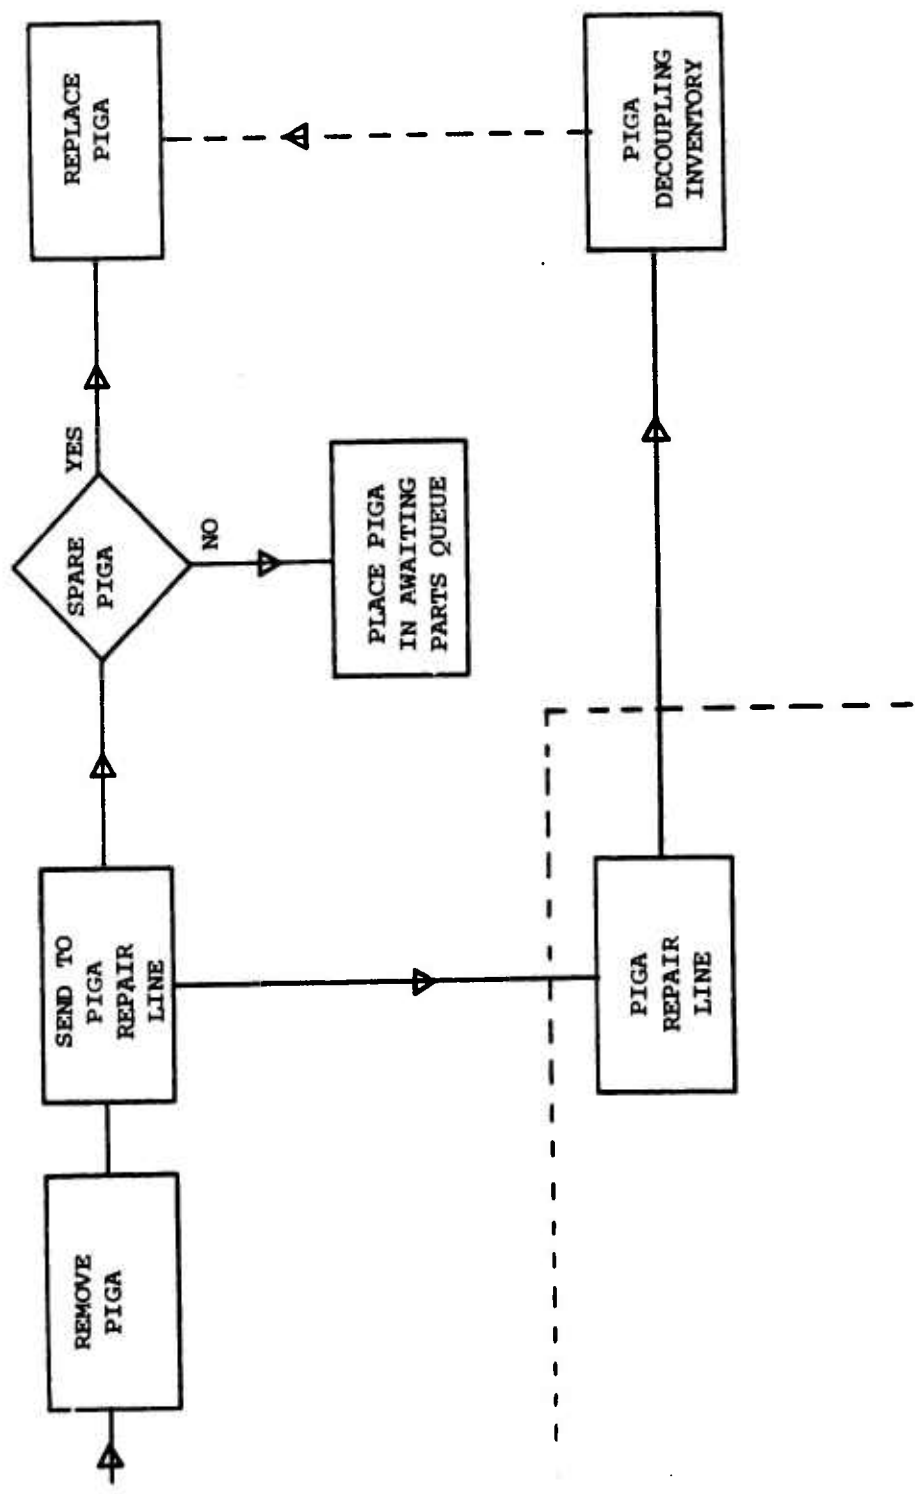 REMOVE
PIGA
SEND TO
PIGA
REPAIR
LINE
SPARE
PIGA
YES
NO
REPLACE
PIGA
PLACE PIGA
IN AWAITING
PARTS QUEUE
PIGA
REPAIR
LINE
PIGA
DECOUPLING
INVENTORY